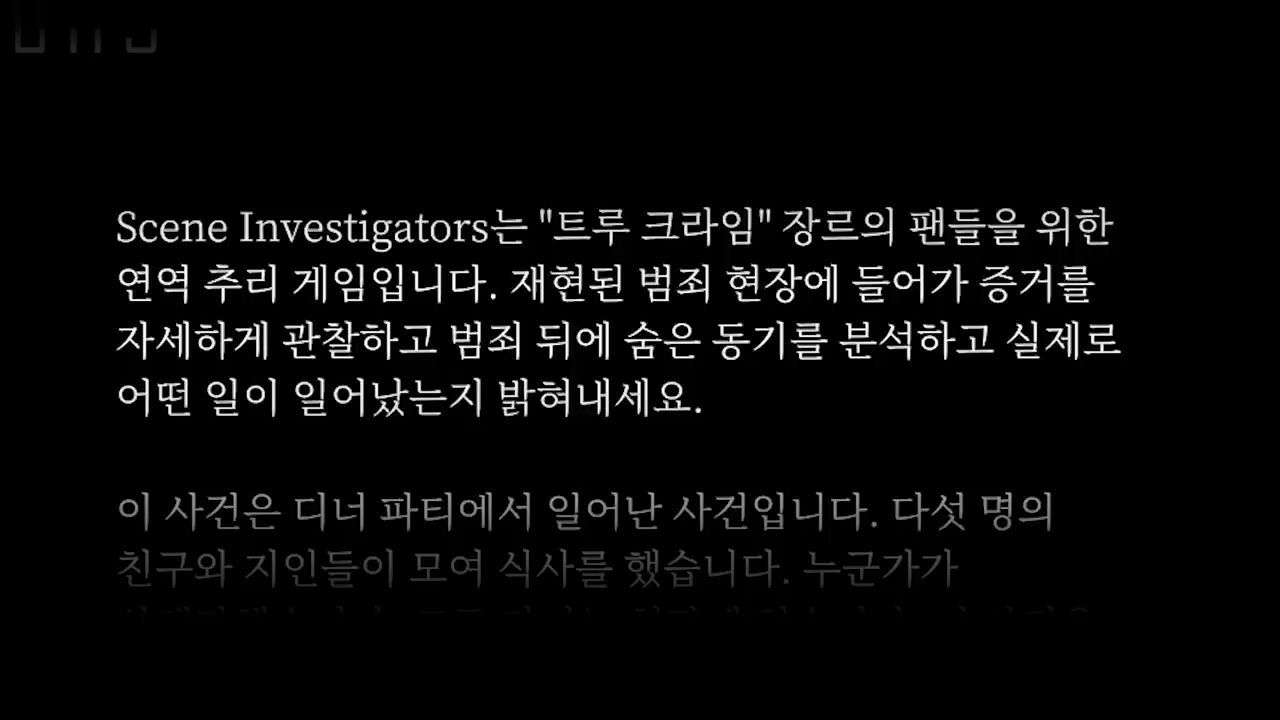 Scene Investigators는 "트루 크라임" 장르의 팬들을 위한
연역 추리 게임입니다. 재현된 범죄 현장에 들어가 증거를
자세하게 관찰하고 범죄 뒤에 숨은 동기를 분석하고 실제로
어떤 일이 일어났는지 밝혀내세요.
이 사건은 디너 파티에서 일어난 사건입니다. 다섯 명의
친구와 지인들이 모여 식사를 했습니다. 누군가가